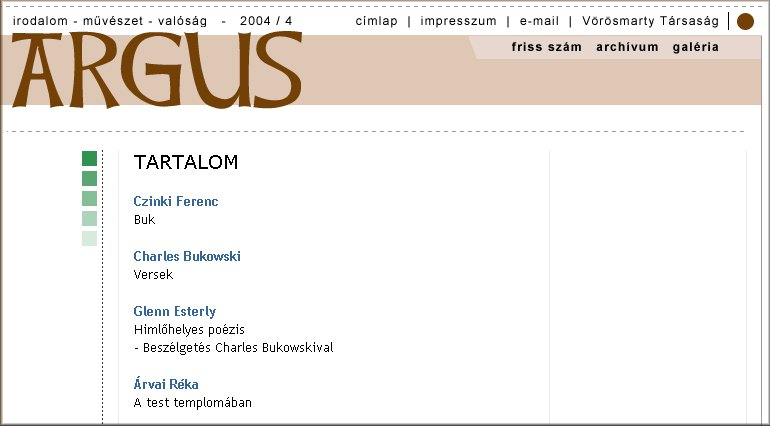 irodalom - művészet - valóság - 2004 / 4
címlap | impresszum | e-mail | Vörösmarty Társaság
ARGUS
friss szám archívum galéria
TARTALOM
Czinki Ferenc
Buk
Charles Bukowski
Versek
Glenn Esterly
Himlőhelyes poézis
- Beszélgetés Charles Bukowskival
Árvai Réka
A test templomában